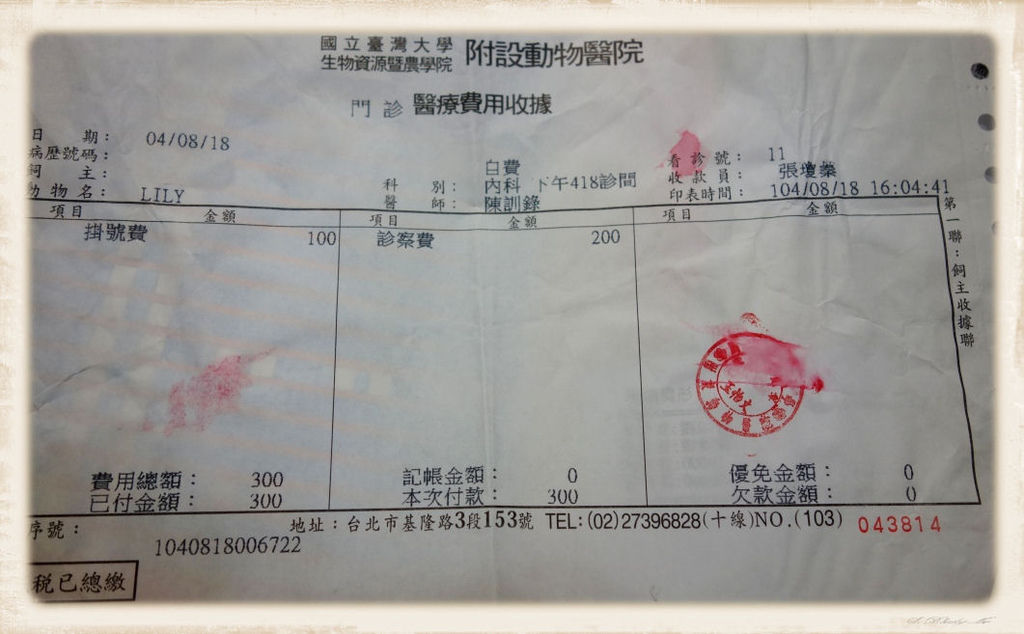 國立臺灣大學
生物資源暨農學院 附設動物醫院
門診 醫療費用收據
日 期： 04/08/18
病歷號碼：
飼 主：
動物名： LILY
自費
科 別： 內科 下午418診間
醫 師： 陳訓錄
看診號： 11
收款員： 張瓊蓁
印表時間： 104/08/18 16:04:41
項目 金額 項目 金額 項目 金額
掛號費 100 診察費 200
費用總額： 300 記帳金額： 0 優免金額： 0
已付金額： 300 本次付款： 300 欠款金額： 0
第一聯：飼主收據聯
序號： 1040818006722
地址：台北市基隆路3段153號 TEL:(02)27396828(十線)NO.(103) 043814
稅已總繳